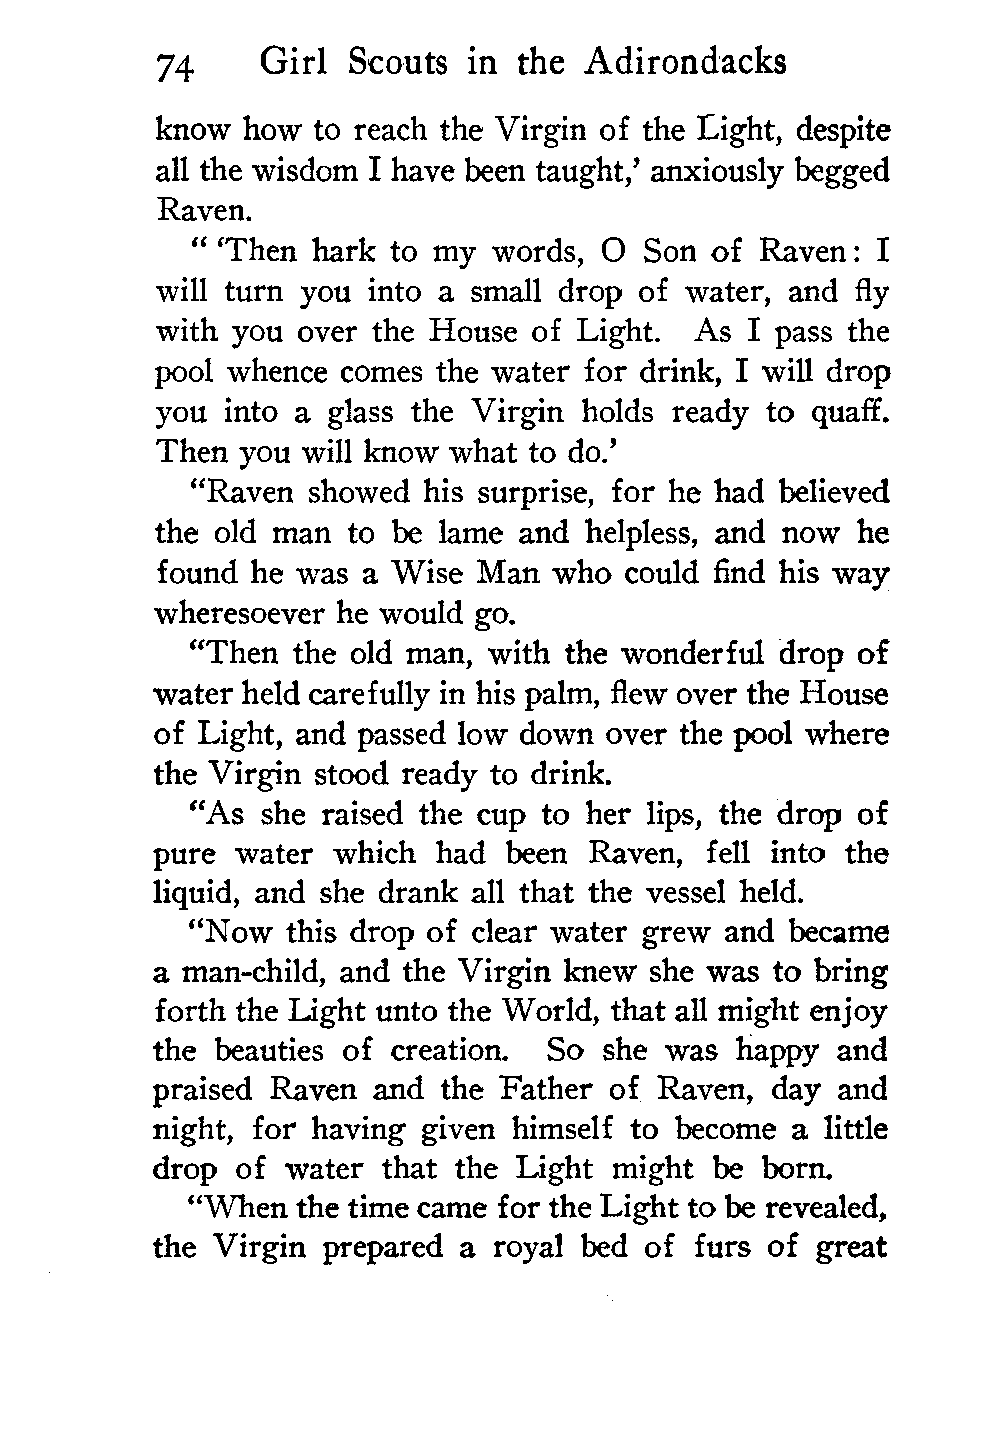 74 Girl Scouts in the Adirondacks
know how to reach the Virgin of the Light, despite
all the wisdom I have been taught,’ anxiously begged
Raven.
“ ‘Then hark to my words, O Son of Raven: I
will turn you into a small drop of water, and fly
with you over the House of Light. As I pass the
pool whence comes the water for drink, I will drop
you into a glass the Virgin holds ready to quaff.
Then you will know what to do.’
“Raven showed his surprise, for he had believed
the old man to be lame and helpless, and now he
found he was a Wise Man who could find his way
wheresoever he would go.
“Then the old man, with the wonderful drop of
water held carefully in his palm, flew over the House
of Light, and passed low down over the pool where
the Virgin stood ready to drink.
“As she raised the cup to her lips, the drop of
pure water which had been Raven, fell into the
liquid, and she drank all that the vessel held.
“Now this drop of clear water grew and became
a man-child, and the Virgin knew she was to bring
forth the Light unto the World, that all might enjoy
the beauties of creation. So she was happy and
praised Raven and the Father of Raven, day and
night, for having given himself to become a little
drop of water that the Light might be born.
“When the time came for the Light to be revealed,
the Virgin prepared a royal bed of furs of great